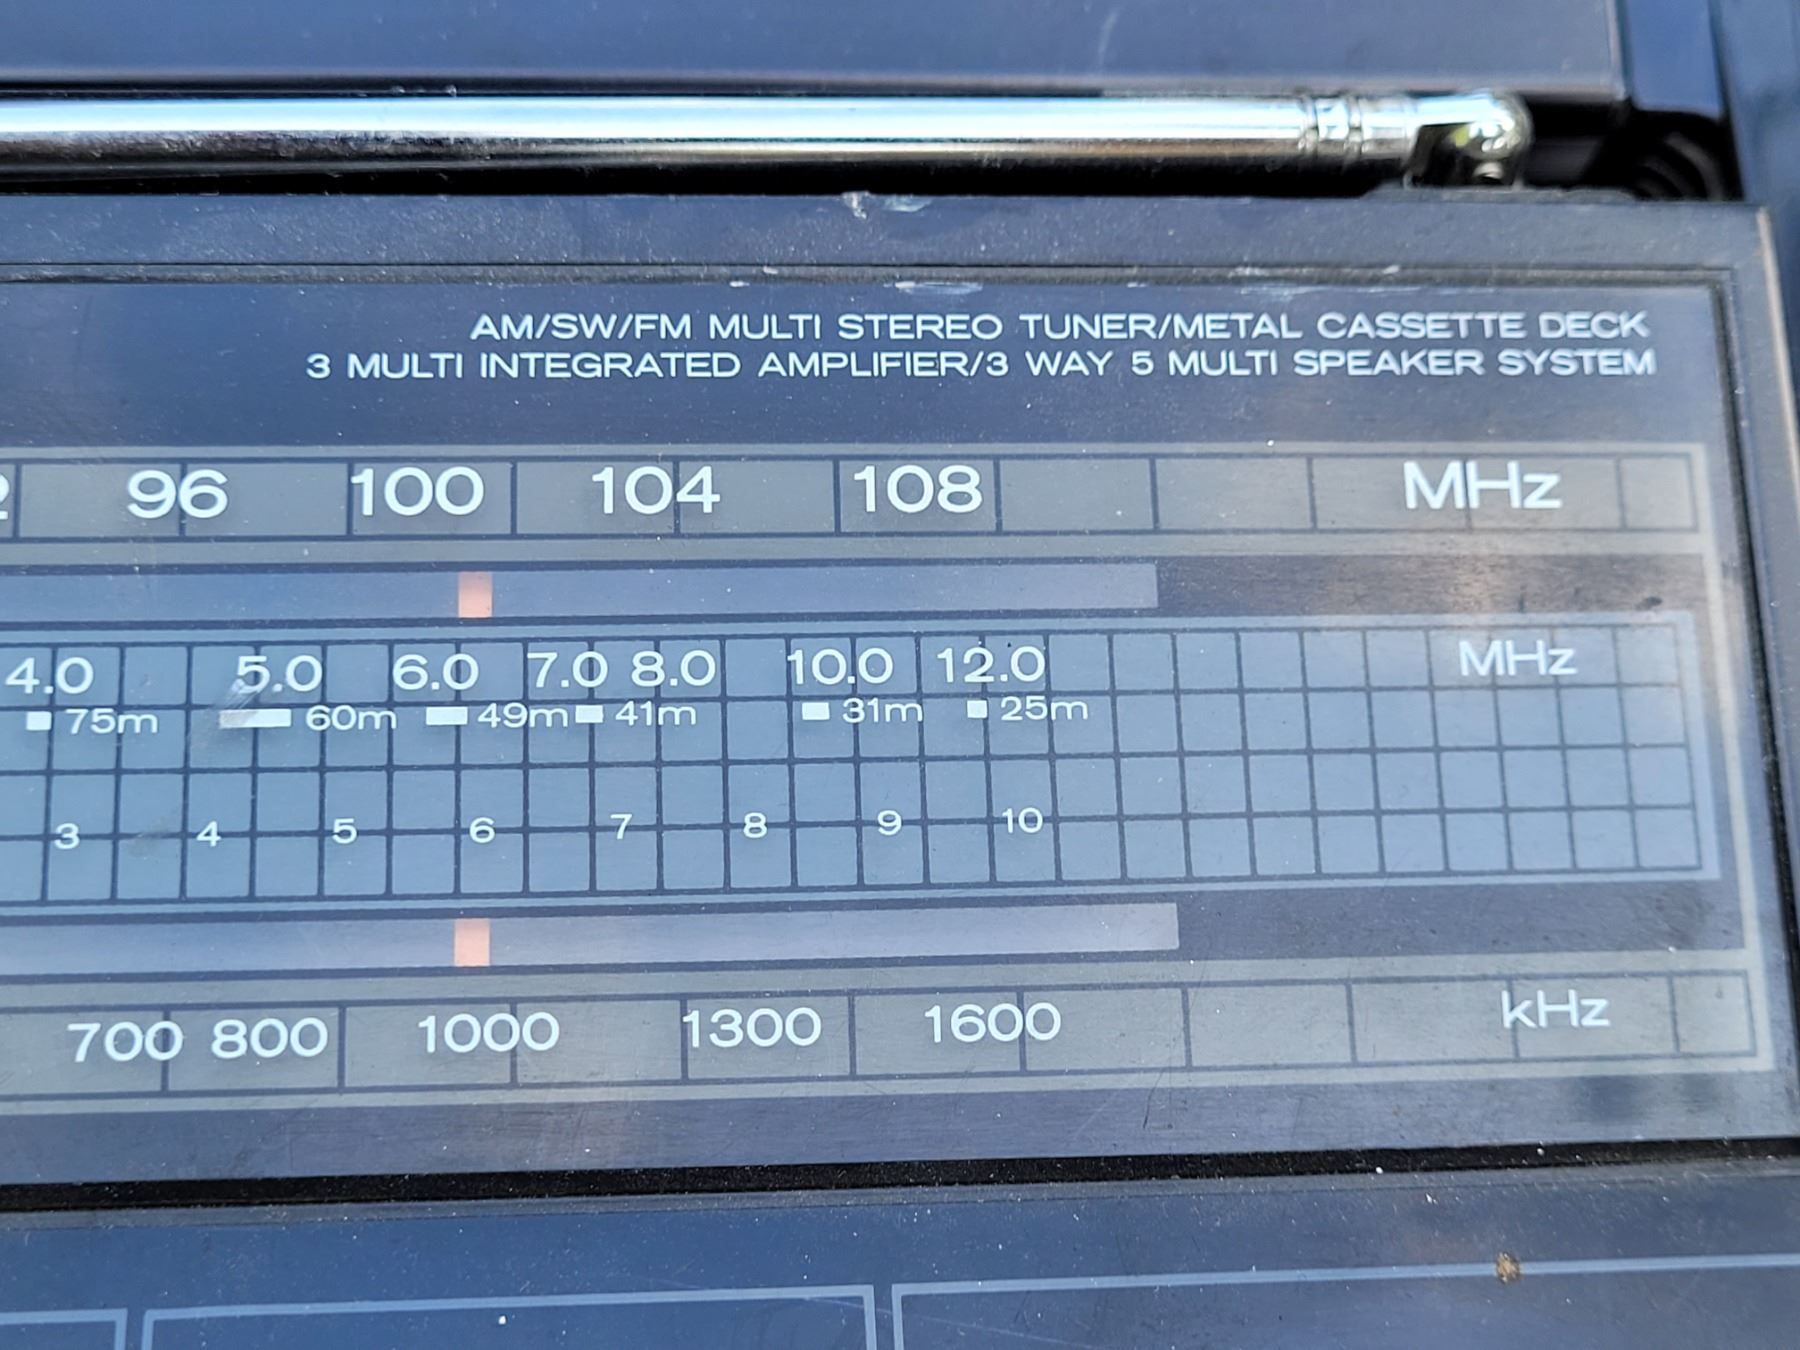 AM/SW/FM MULTI STEREO TUNER/METAL CASSETTE DECK
3 MULTI INTEGRATED AMPLIFIER/3 WAY 5 MULTI SPEAKER SYSTEM
96 100 104 108 MHz
4.0 5.0 6.0 7.0 8.0 10.0 12.0 MHz
75m 60m 49m 41m 31m 25m
3 4 5 6 7 8 9 10
700 800 1000 1300 1600 kHz